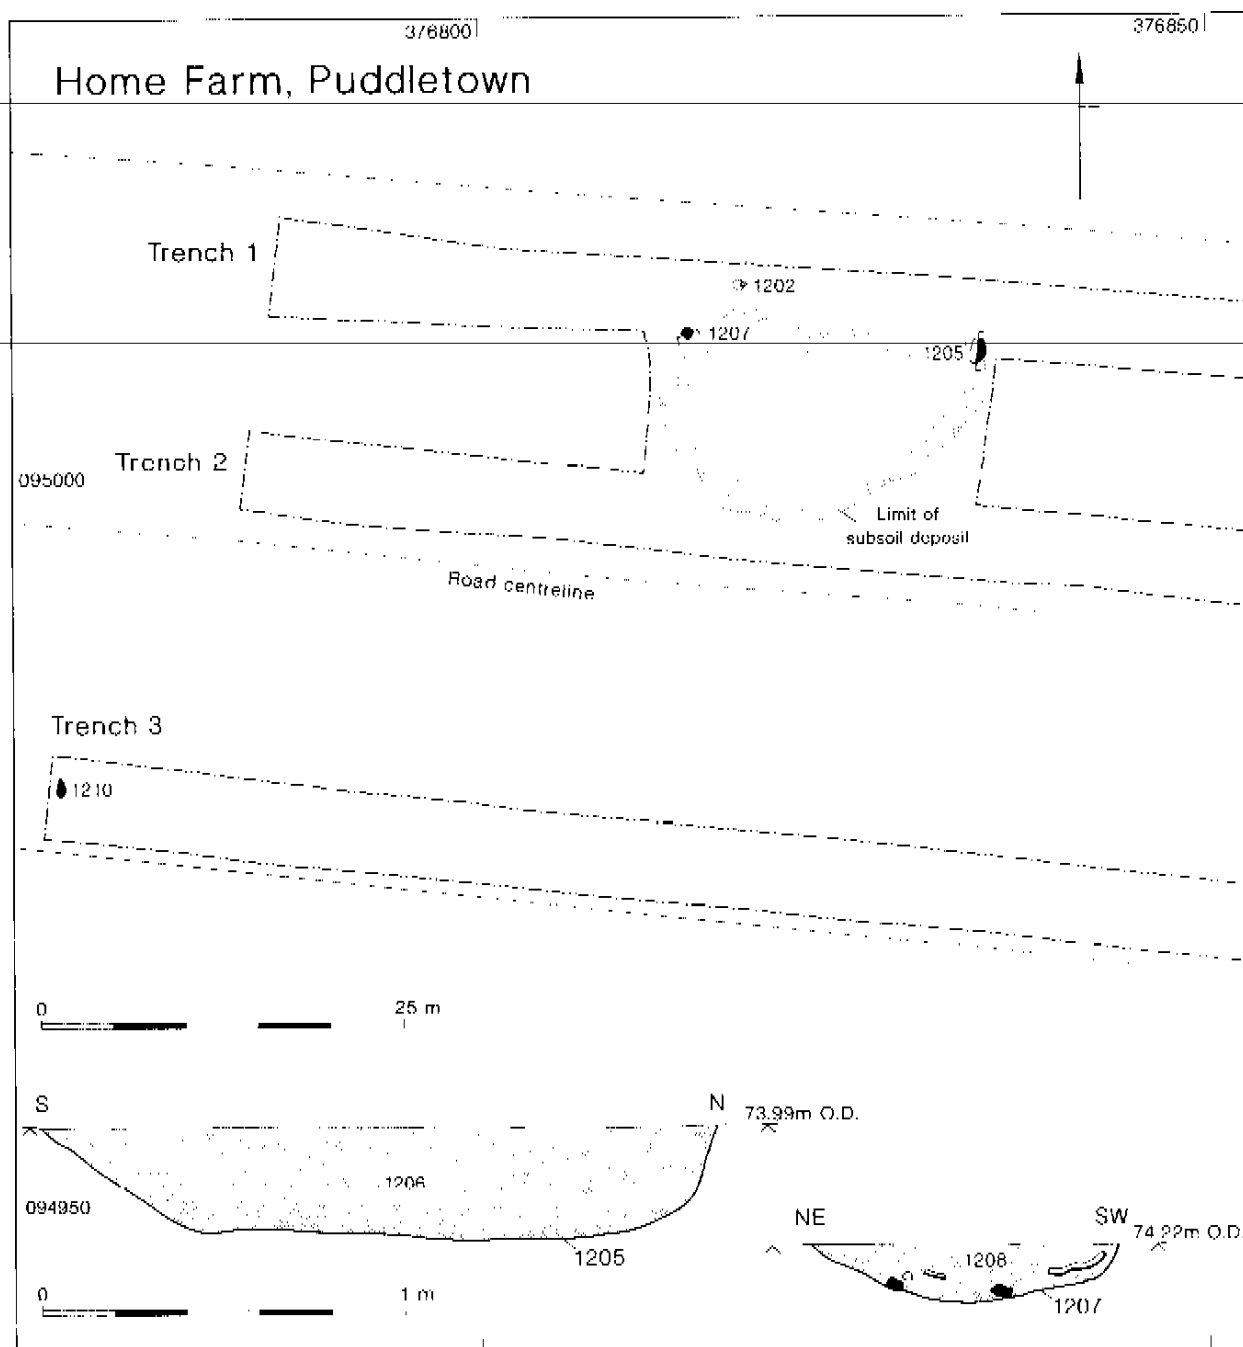 376800
376850
Home Farm, Puddletown
Trench 1
1202
1207
1205
Trench 2
095000
Limit of
subsoil deposit
Road centreline
Trench 3
1210
0
25 m
S
N
73.99m O.D.
1206
094950
1205
NE
SW
74.22m O.D.
1208
1207
0
1 m